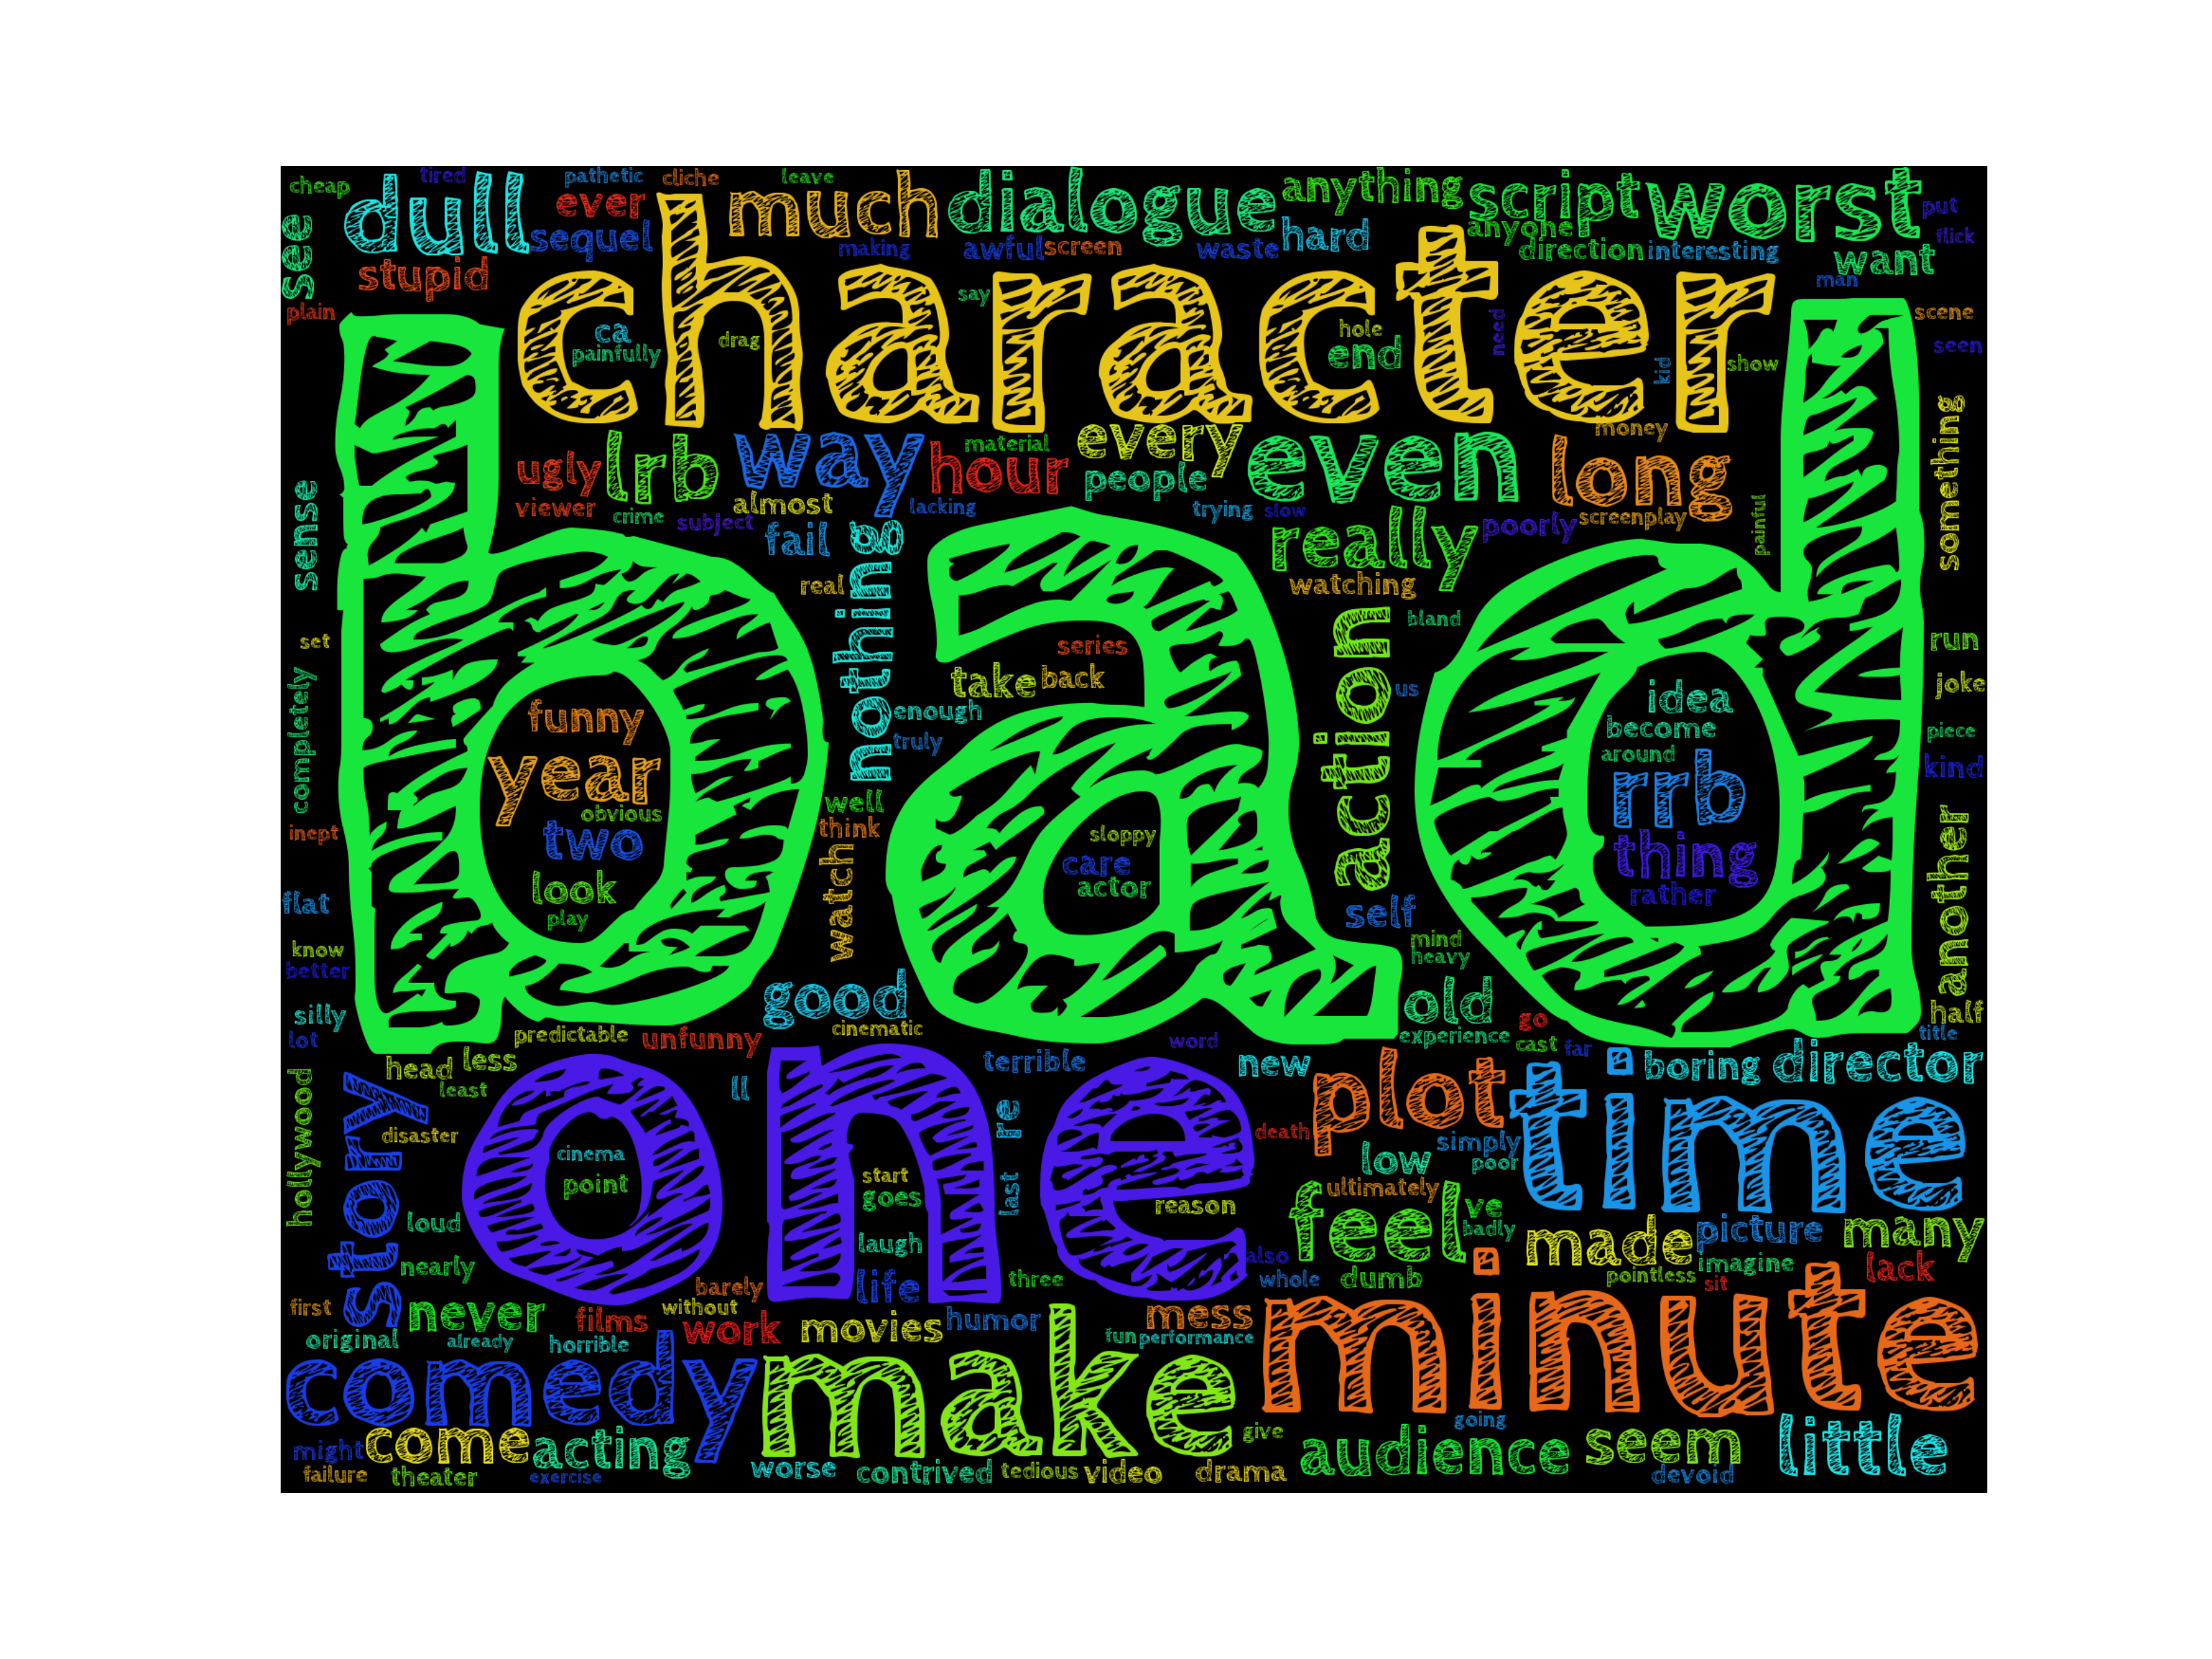 cheap tired pathetic cliche leave
dull ever much dialogue anything script worst put
see sequel making awful screen waste hard anyone direction interesting flick
stupid character want
plain say man scene
ca painfully drag hole end need kid show seen
money something
ugly lrb way hour material every people even long
viewer almost lacking trying slow screenplay
sense crime subject fail really poorly painful
nothing real watching
bad
action bland
set series run
completely take back us idea joke
funny enough become piece
year truly around kind
obvious well rrb
inept two think sloppy thing another
look watch care actor rather
flat play self
know mind
better heavy
silly good old half
lot predictable unfunny cinematic experience go title
head less word cast far
least terrible new plot time boring director
story one ll re
hollywood disaster cinema death simply
point start low poor
goes last ultimately
loud reason feel ve badly made picture many
nearly laugh also pointless imagine lack
barely life three whole dumb sit
first never films without humor mess minute
original already horrible work movies fun performance
comedy make
might come acting give going audience seem little
failure theater exercise worse contrived tedious video drama devoid